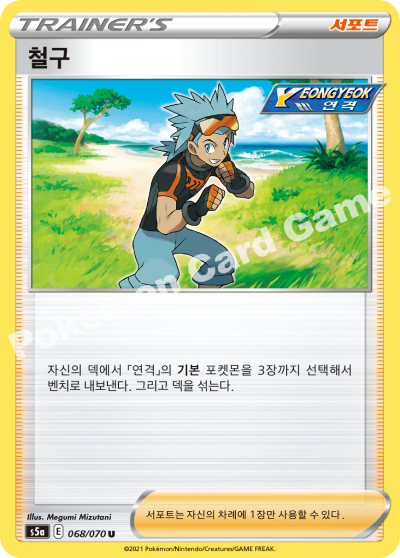 TRAINER'S
서포트
철구
YEONGYEOK
연격
Pokémon Card Game
자신의 덱에서 「연격」의 기본 포켓몬을 3장까지 선택해서
벤치로 내보낸다. 그리고 덱을 섞는다.
Illus. Megumi Mizutani
s5a E 068/070 U
서포트는 자신의 차례에 1장만 사용할 수 있다.
©2021 Pokémon/Nintendo/Creatures/GAME FREAK.